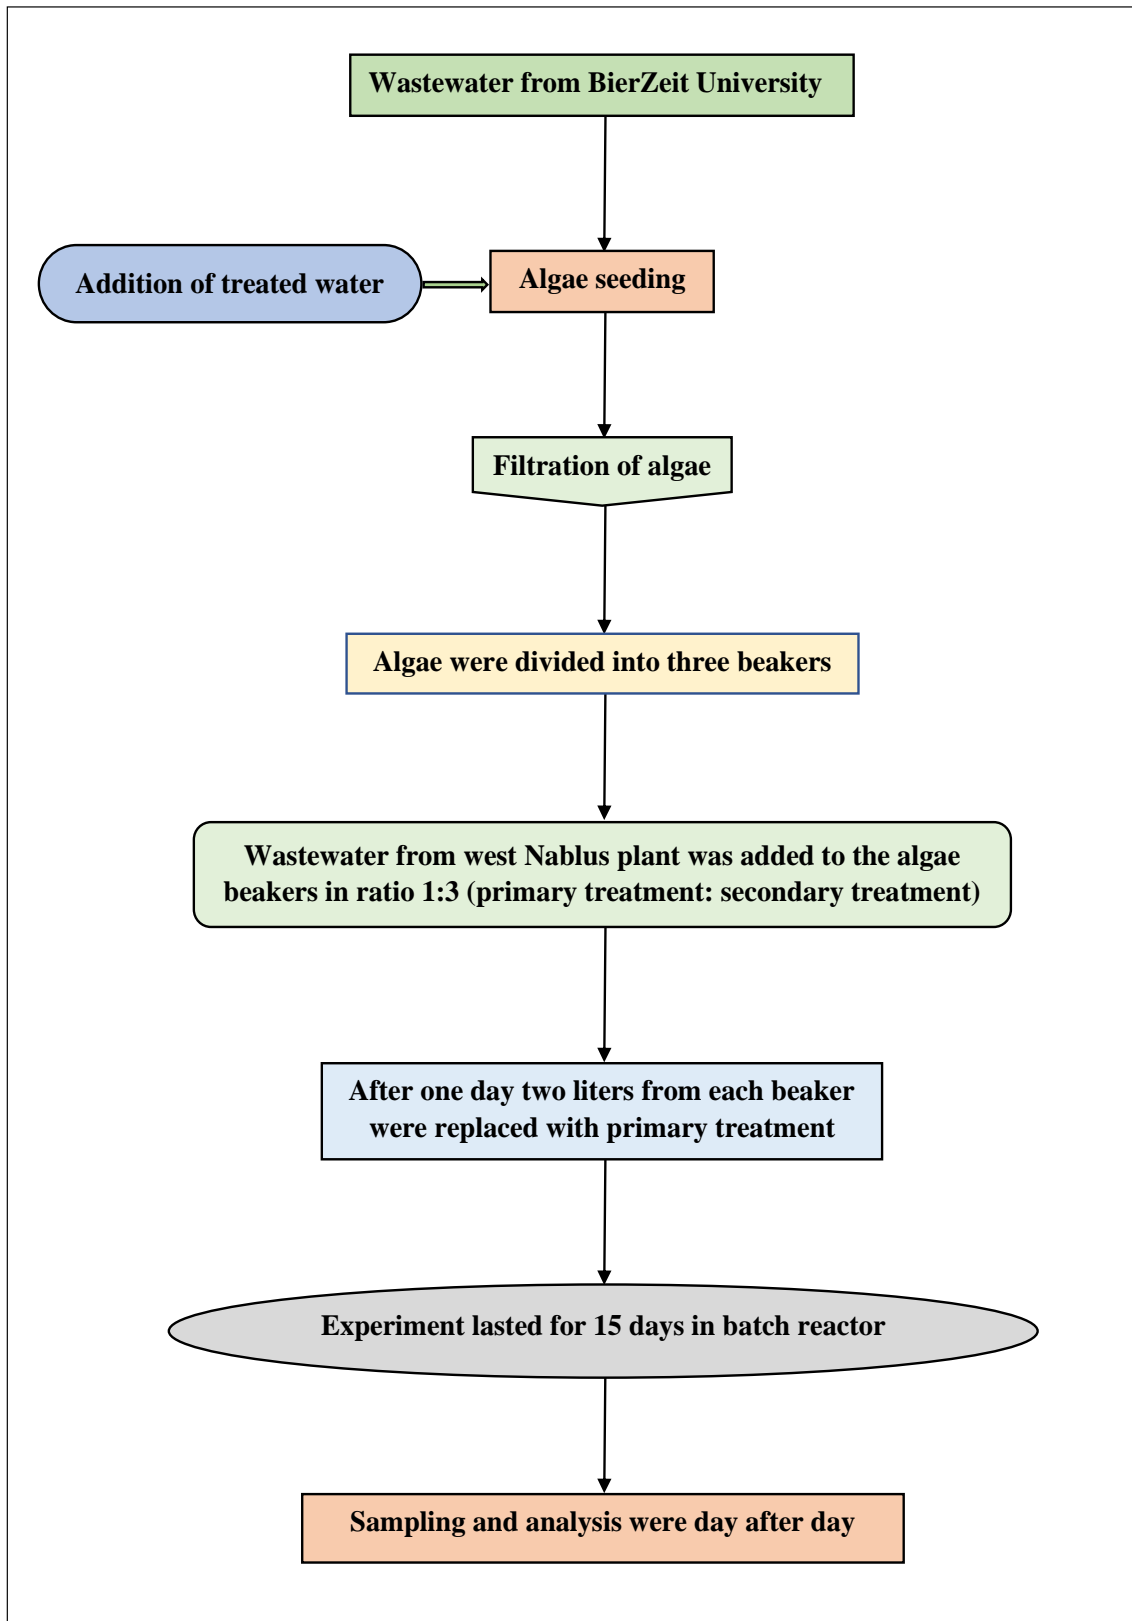 Wastewater from BierZeit University
Addition of treated water
Algae seeding
Filtration of algae
Algae were divided into three beakers
Wastewater from west Nablus plant was added to the algae
beakers in ratio 1:3 (primary treatment: secondary treatment)
After one day two liters from each beaker
were replaced with primary treatment
Experiment lasted for 15 days in batch reactor
Sampling and analysis were day after day